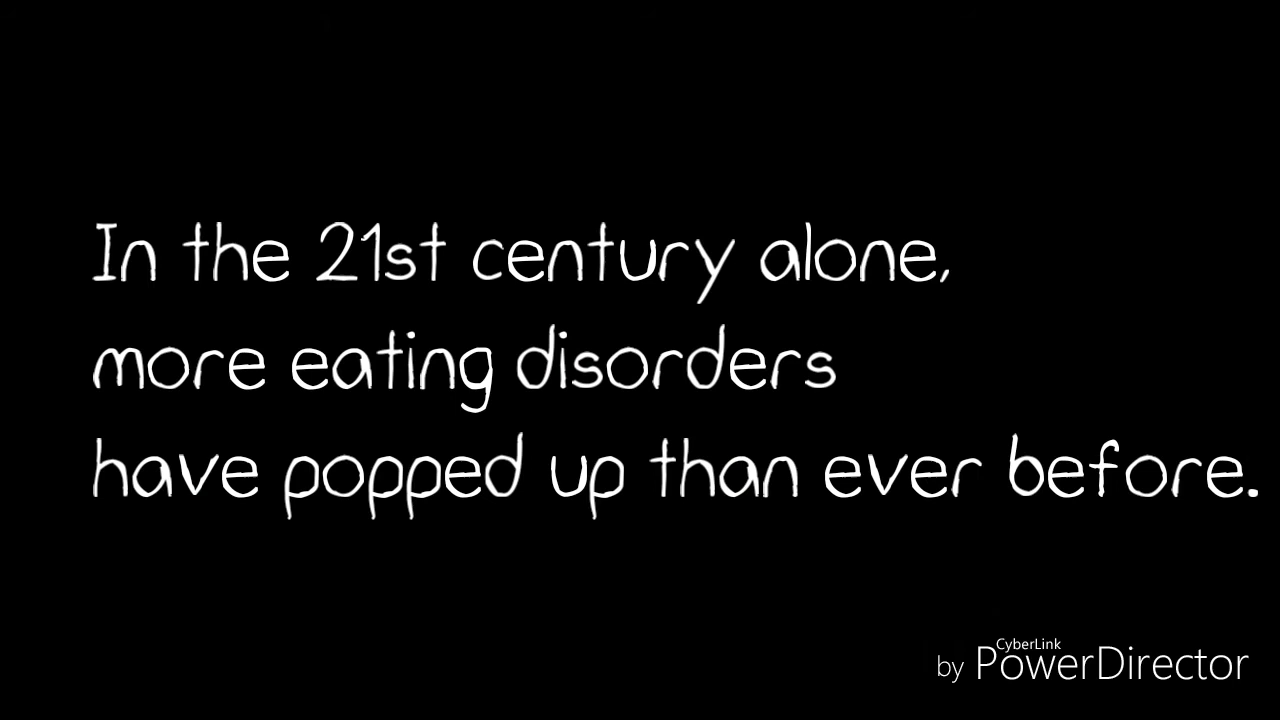 In the 21st century alone,
more eating disorders
have popped up than ever before.
by CyberLink PowerDirector